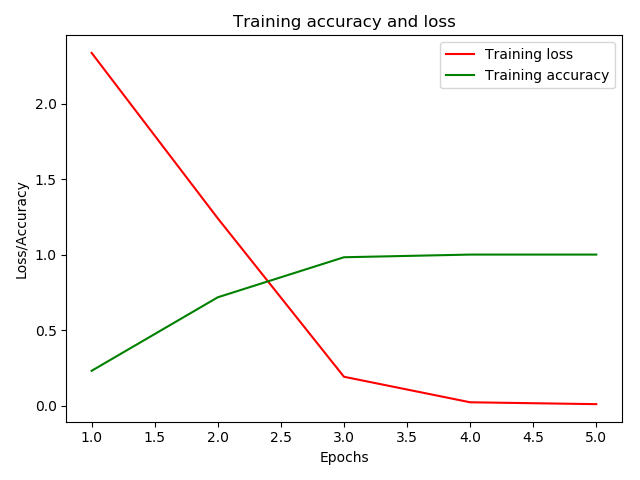 Training accuracy and loss
Training loss
Training accuracy
Loss/Accuracy
2.0
1.5
1.0
0.5
0.0
1.0 1.5 2.0 2.5 3.0 3.5 4.0 4.5 5.0
Epochs